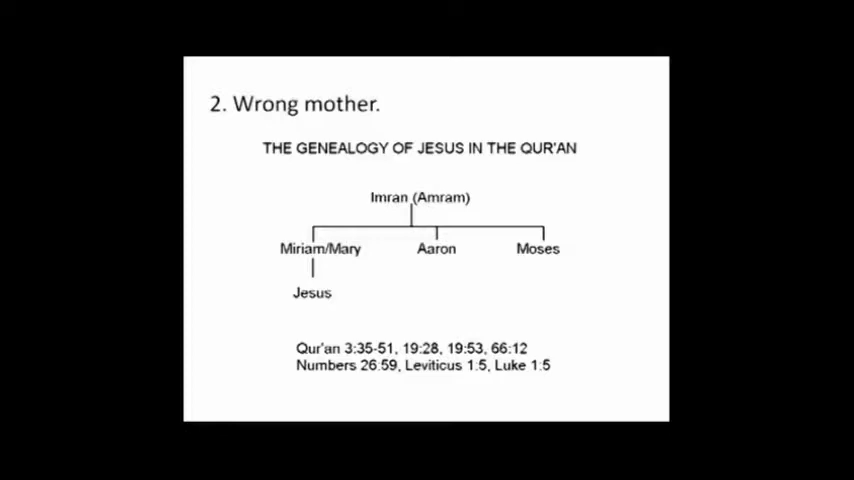 2. Wrong mother.
THE GENEALOGY OF JESUS IN THE QUR'AN
Imran (Amram)
Miriam/Mary Aaron Moses
Jesus
Qur'an 3:35-51, 19:28, 19:53, 66:12
Numbers 26:59, Leviticus 1:5, Luke 1:5